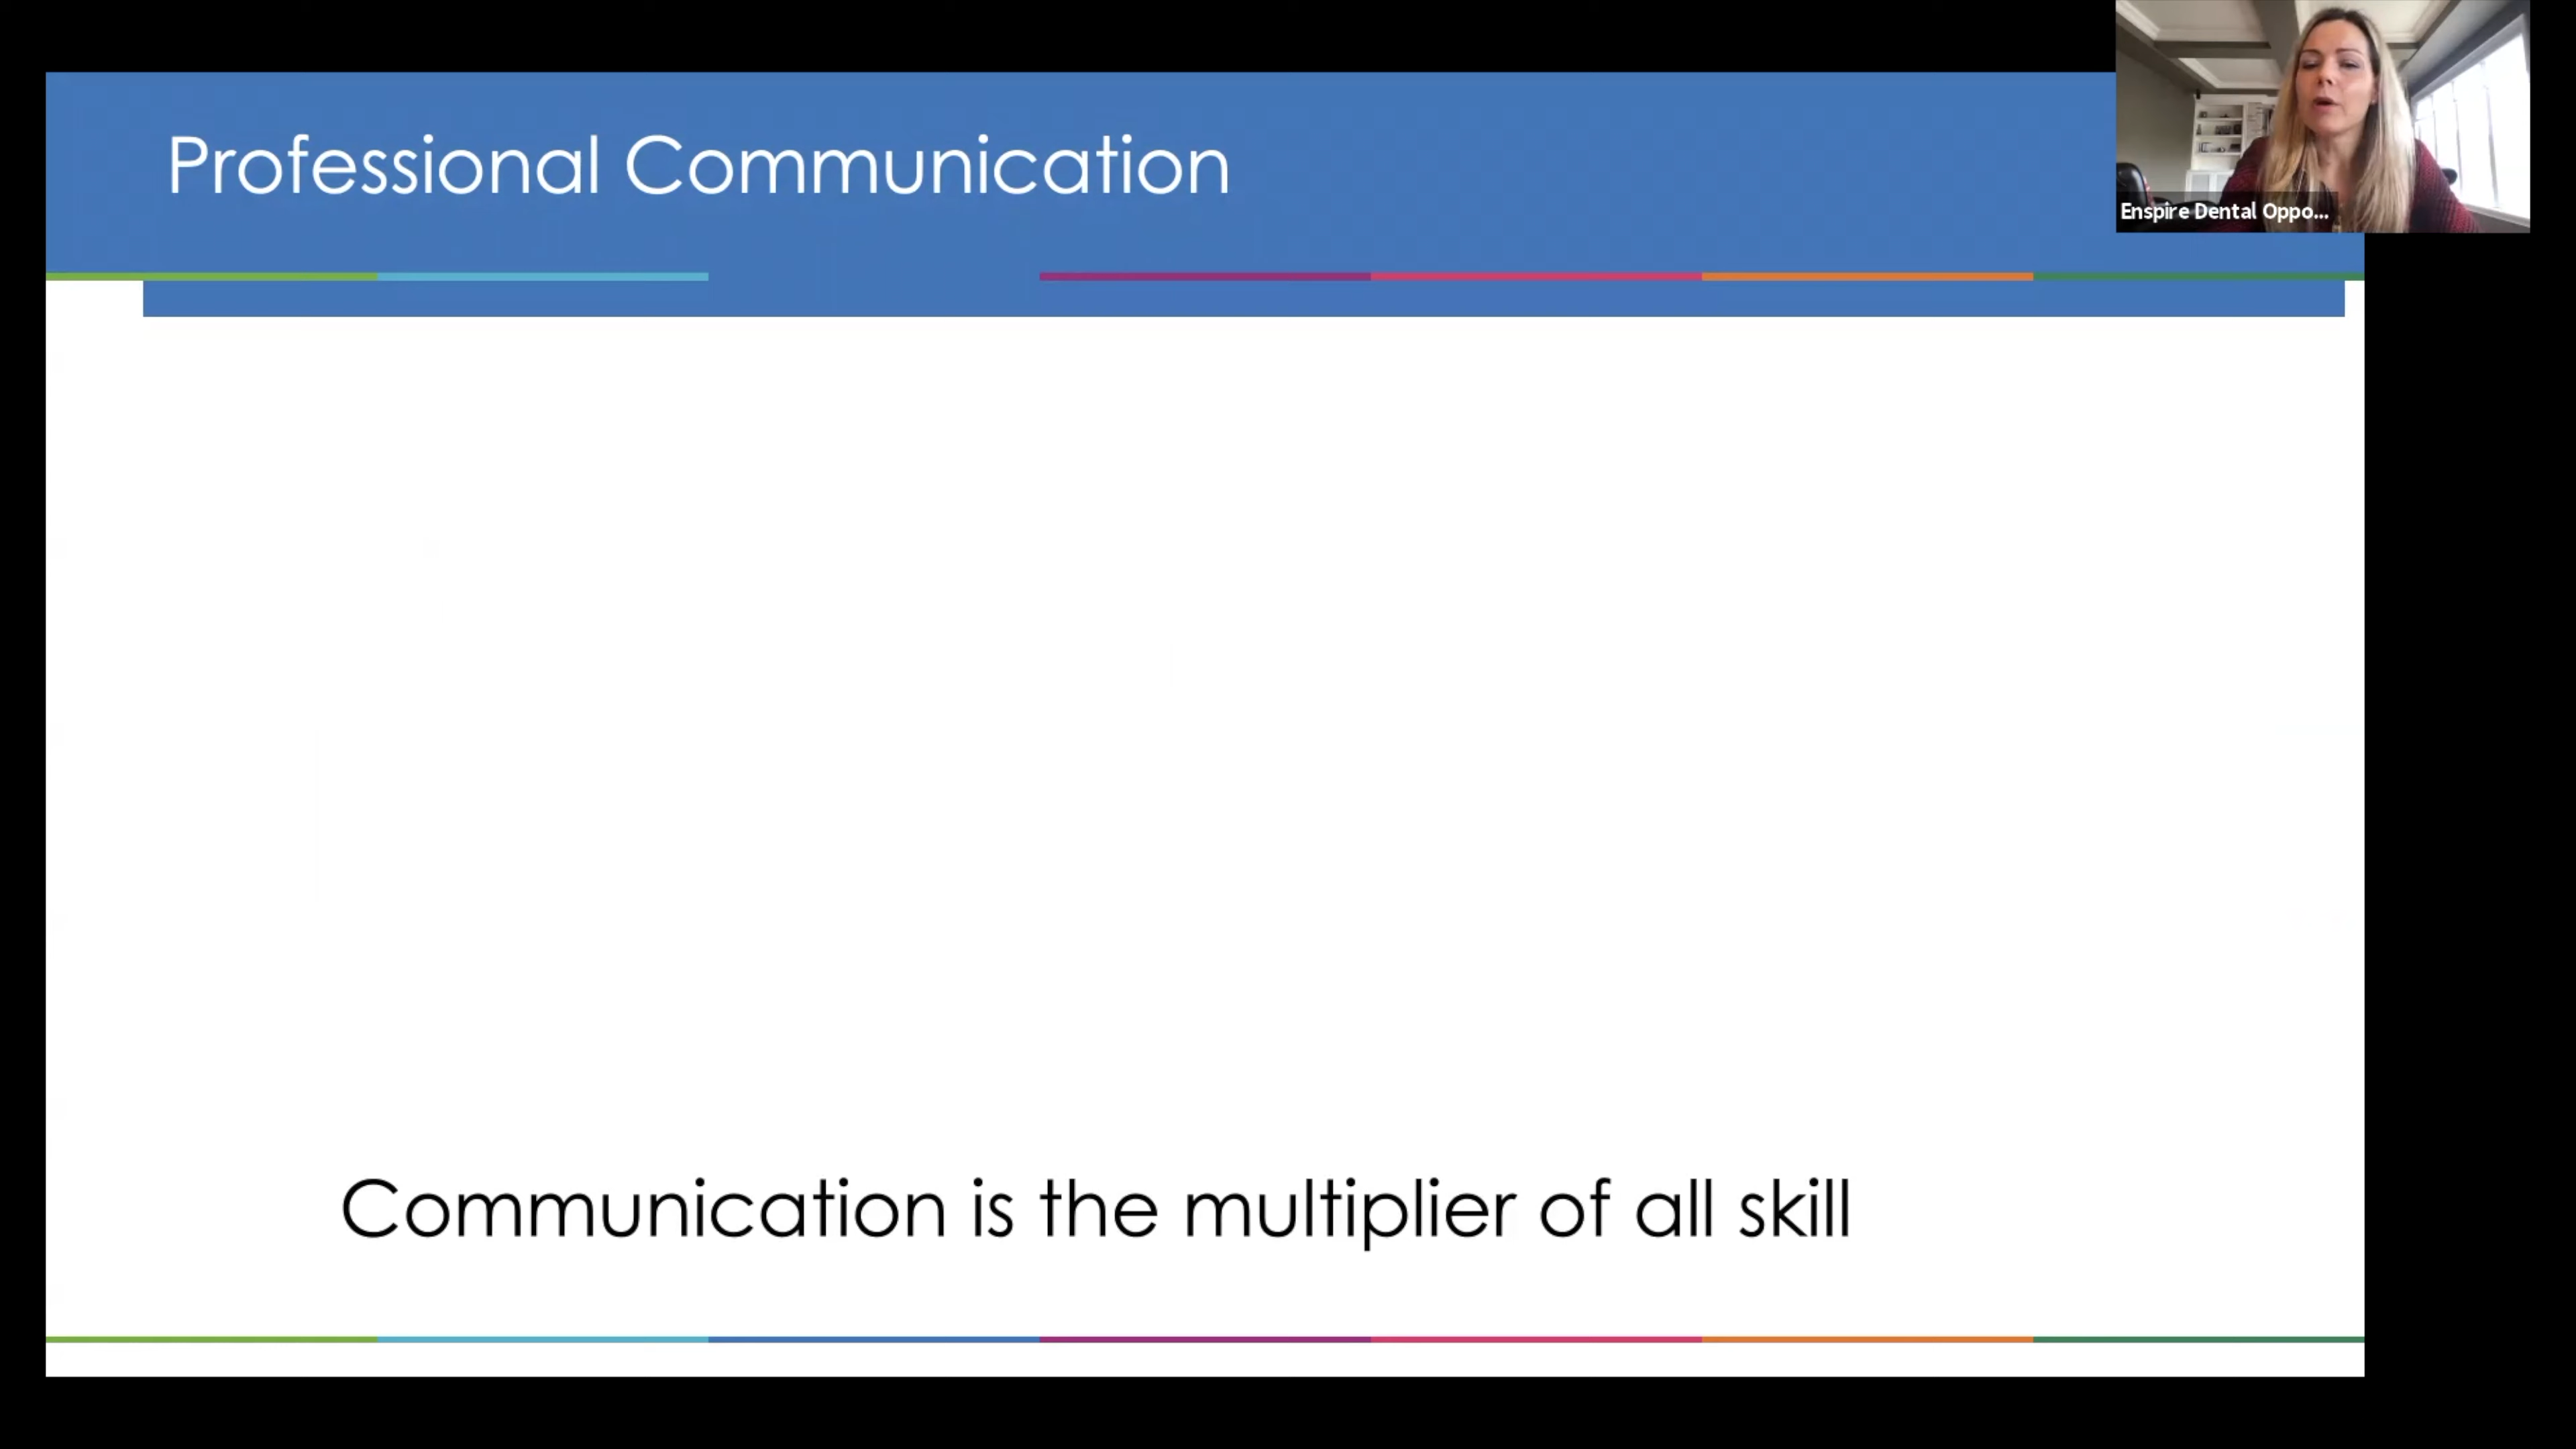 Professional Communication
Enspire Dental Oppo...
Communication is the multiplier of all skill